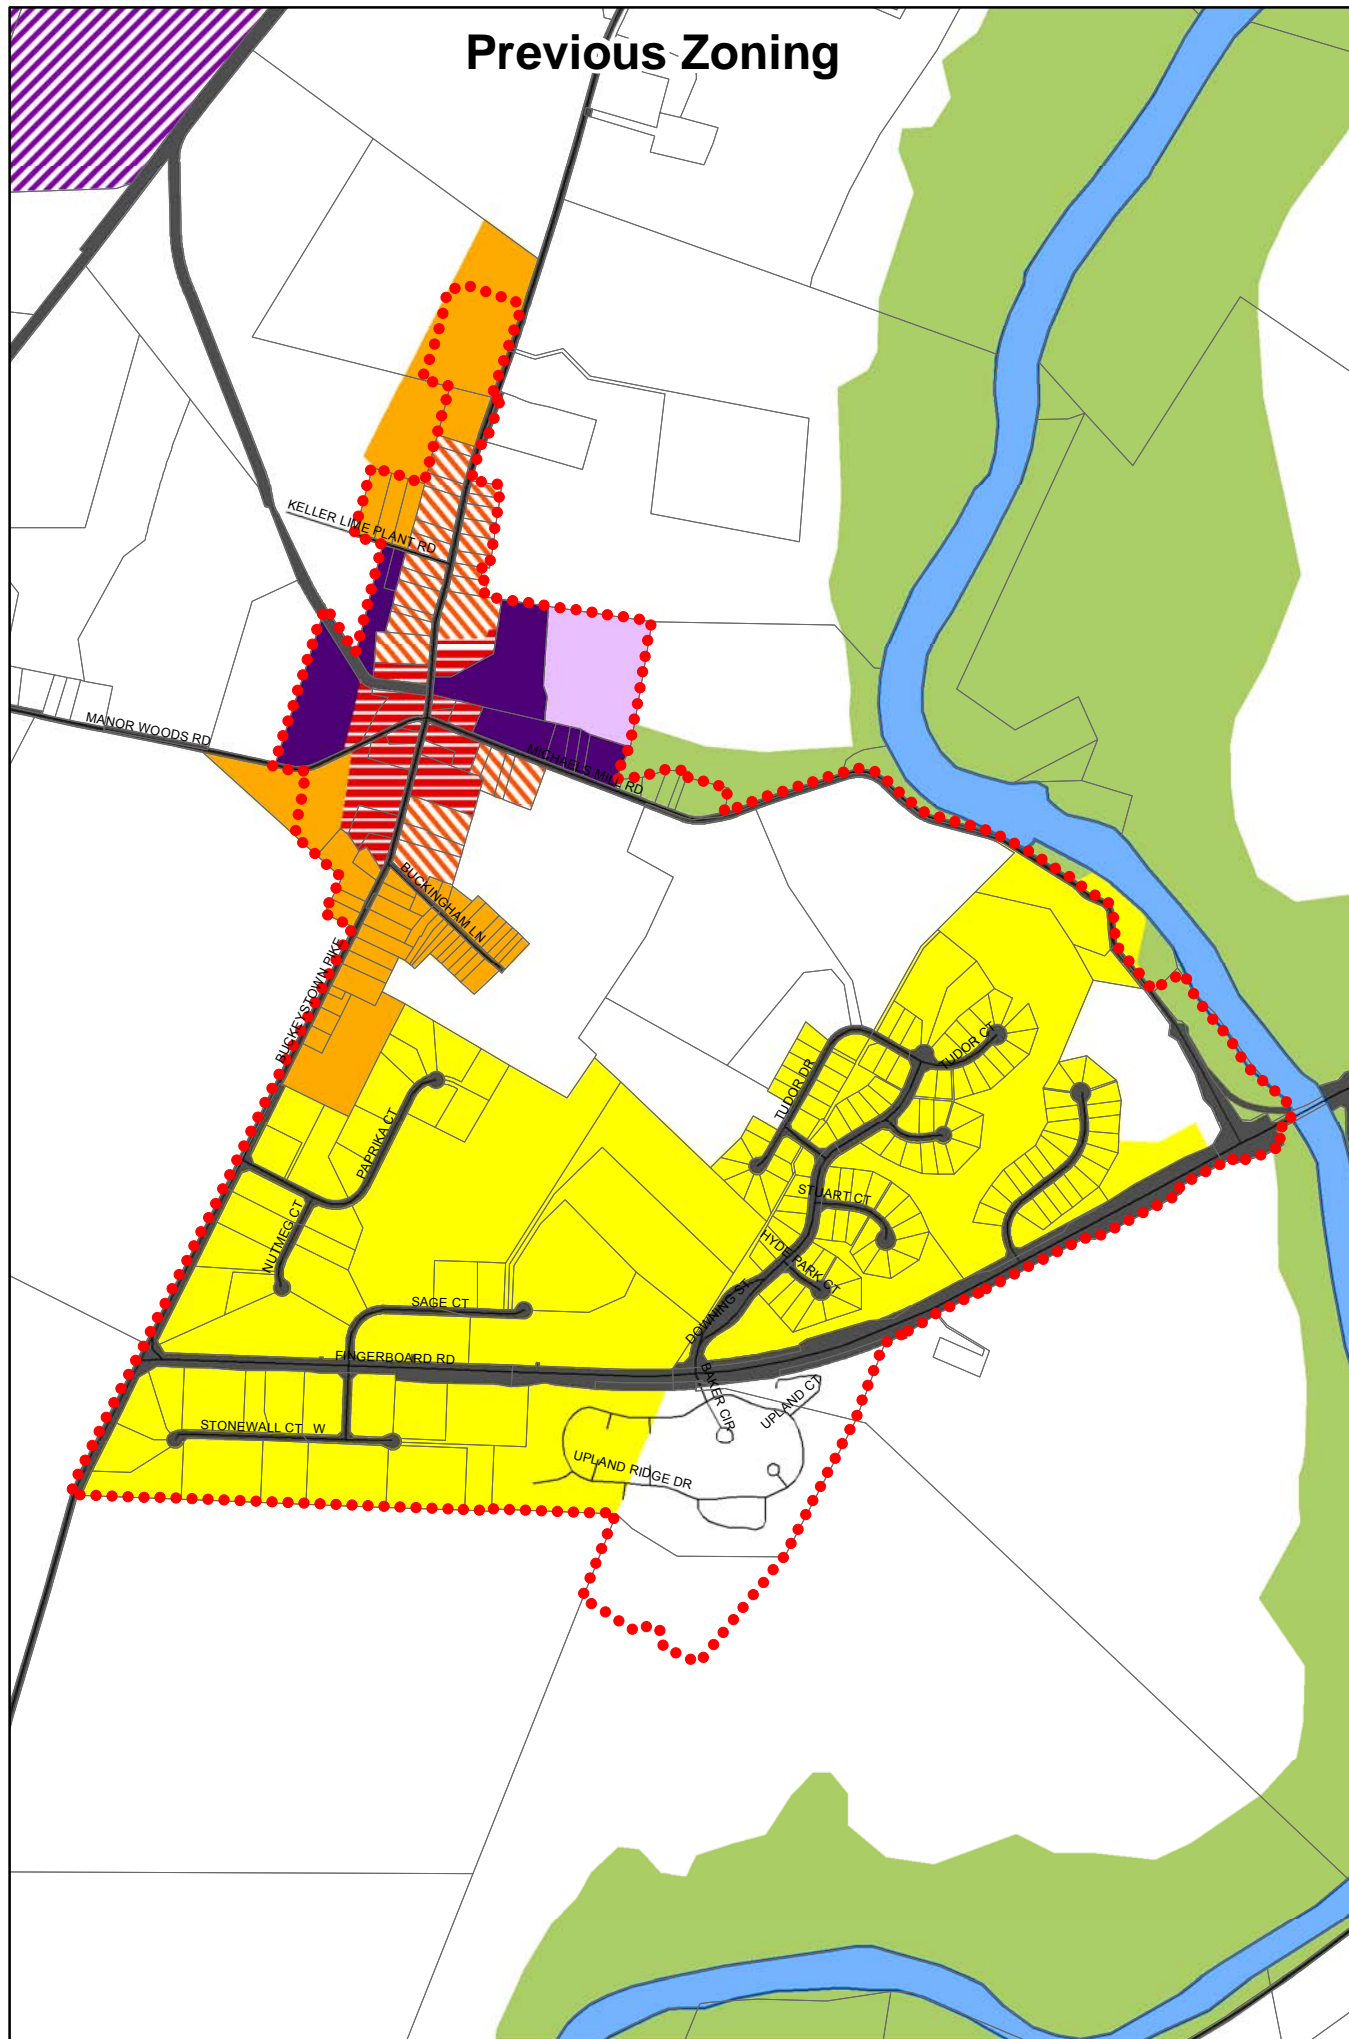 Previous Zoning
KELLER LIME PLANT RD
MANOR WOODS RD
MICHAELS MILL RD
BUCKINGHAM LN
BUCKEYSTOWN PIKE
TUDOR CT
TUDOR DR
PAPRIKA CT
STUART CT
NUTMEG CT
HYDE PARK CT
SAGE CT
DOWNING ST
FINGERBOARD RD
BAKER CIR
UPLAND CT
STONEWALL CT W
UPLAND RIDGE DR